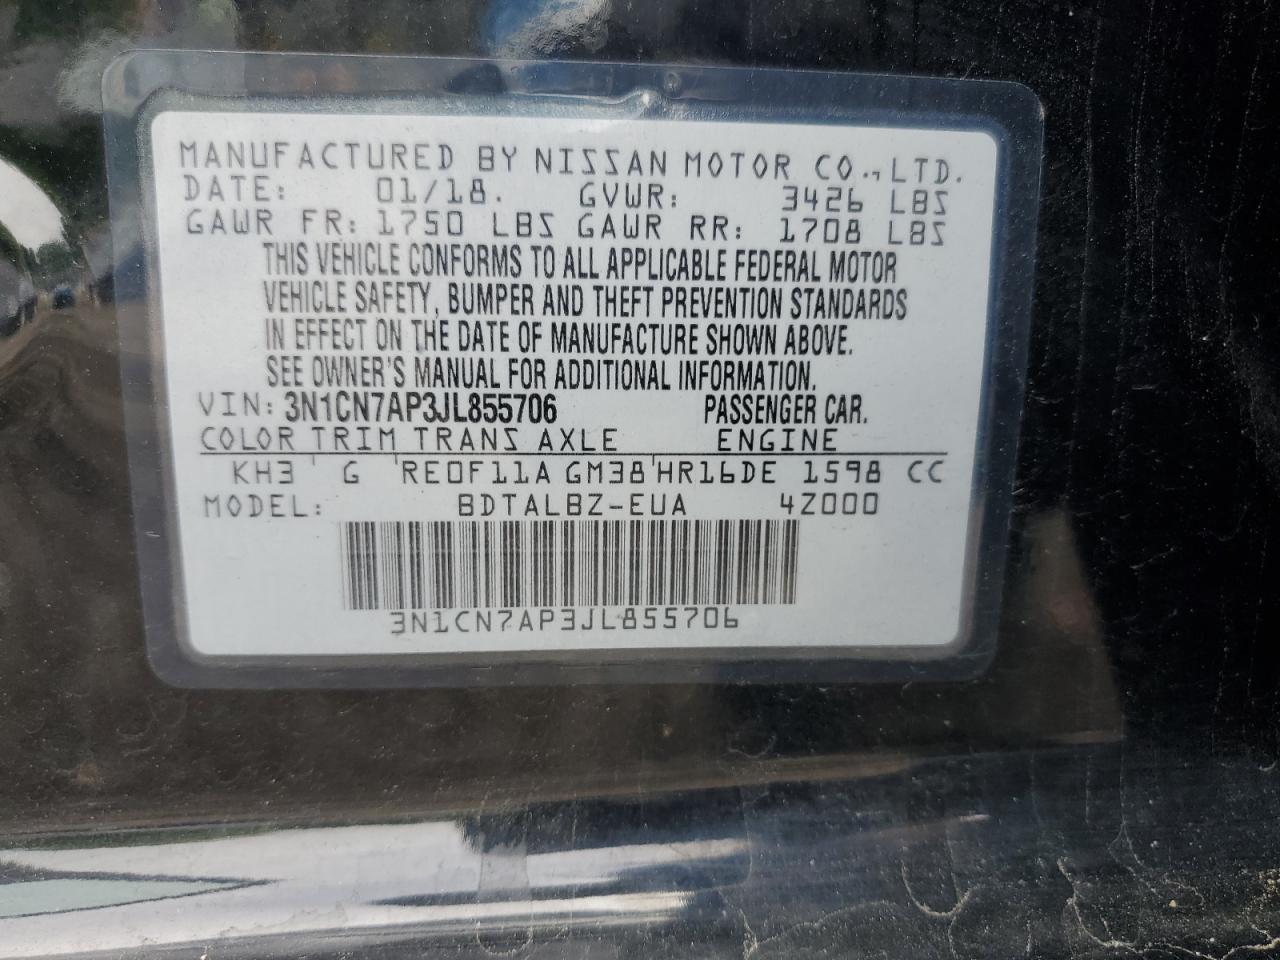 MANUFACTURED BY NISSAN MOTOR CO., LTD.
DATE: 01/18. GVWR: 3426 LBS
GAWR FR: 1750 LBS GAWR RR: 1708 LBS
THIS VEHICLE CONFORMS TO ALL APPLICABLE FEDERAL MOTOR
VEHICLE SAFETY, BUMPER AND THEFT PREVENTION STANDARDS
IN EFFECT ON THE DATE OF MANUFACTURE SHOWN ABOVE.
SEE OWNER'S MANUAL FOR ADDITIONAL INFORMATION.
VIN: 3N1CN7AP3JL855706 PASSENGER CAR.
COLOR TRIM TRANS AXLE ENGINE
KH3 G RE0F11A GM38 HR16DE 1598 CC
MODEL: BDTALBZ-EUA 4Z000
3N1CN7AP3JL855706